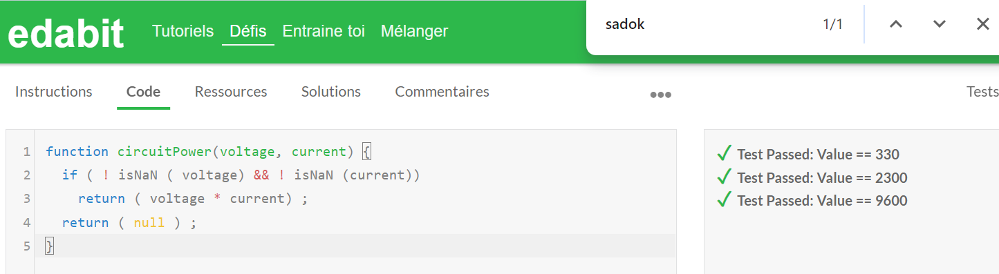 edabit Tutoriels Défis Entraine toi Mélanger
sadok 1/1
Instructions Code Ressources Solutions Commentaires Tests
1 function circuitPower(voltage, current) {
2 if ( ! isNaN ( voltage) && ! isNaN (current))
3 return ( voltage * current) ;
4 return ( null ) ;
5 }
Test Passed: Value == 330
Test Passed: Value == 2300
Test Passed: Value == 9600